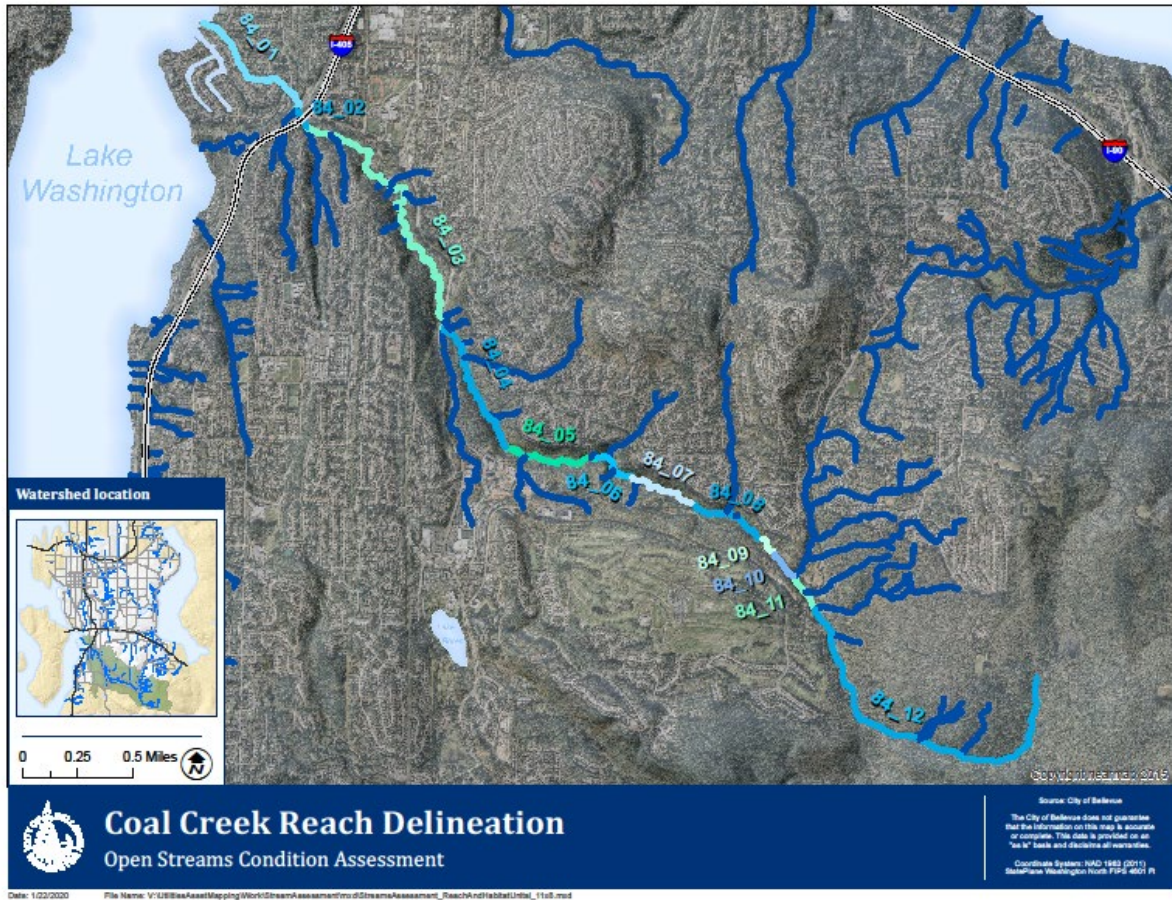 84_01
I-405
84_02
Lake
Washington
I-90
84_03
84_04
84_05
84_06
84_07
84_08
84_09
84_10
84_11
84_12
Watershed location
0 0.25 0.5 Miles
N
Copyright nearmap 2015
Coal Creek Reach Delineation
Open Streams Condition Assessment
Source: City of Bellevue
The City of Bellevue does not guarantee
that the information on this map is accurate
or complete. This data is provided on an
"as is" basis and disclaims all warranties.
Coordinate System: NAD 1983 (2011)
StatePlane Washington North FIPS 4601 Ft
Date: 1/22/2020